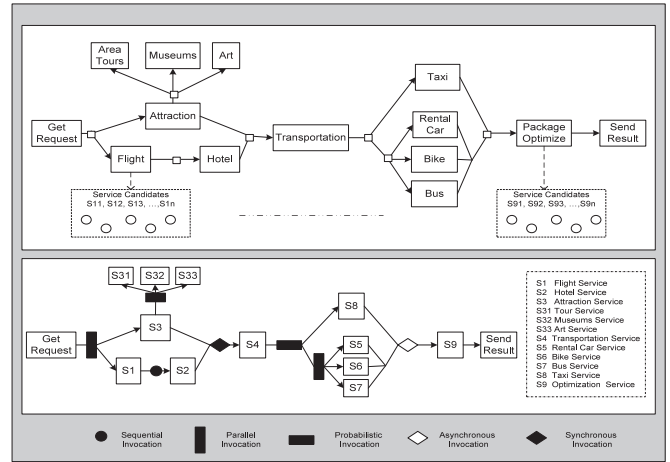 Area
Tours
Museums
Art
Taxi
Get
Request
Attraction
Transportation
Rental
Car
Package
Optimize
Send
Result
Flight
Hotel
Bike
Bus
Service Candidates
S11, S12, S13, ...,S1n
Service Candidates
S91, S92, S93, ...,S9n
S31
S32
S33
S8
Get
Request
S3
S4
S5
S9
Send
Result
S1
S2
S6
S7
S1 Flight Service
S2 Hotel Service
S3 Attraction Service
S31 Tour Service
S32 Museums Service
S33 Art Service
S4 Transportation Service
S5 Rental Car Service
S6 Bike Service
S7 Bus Service
S8 Taxi Service
S9 Optimization Service
Sequential
Invocation
Parallel
Invocation
Probabilistic
Invocation
Asynchronous
Invocation
Synchronous
Invocation